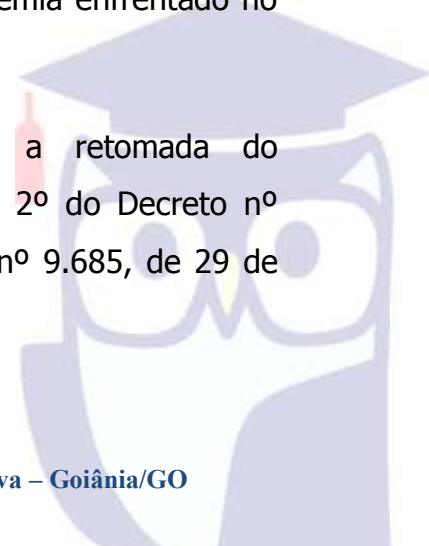 emia enfrentado no
a retomada do
2º do Decreto nº
nº 9.685, de 29 de
va – Goiânia/GO